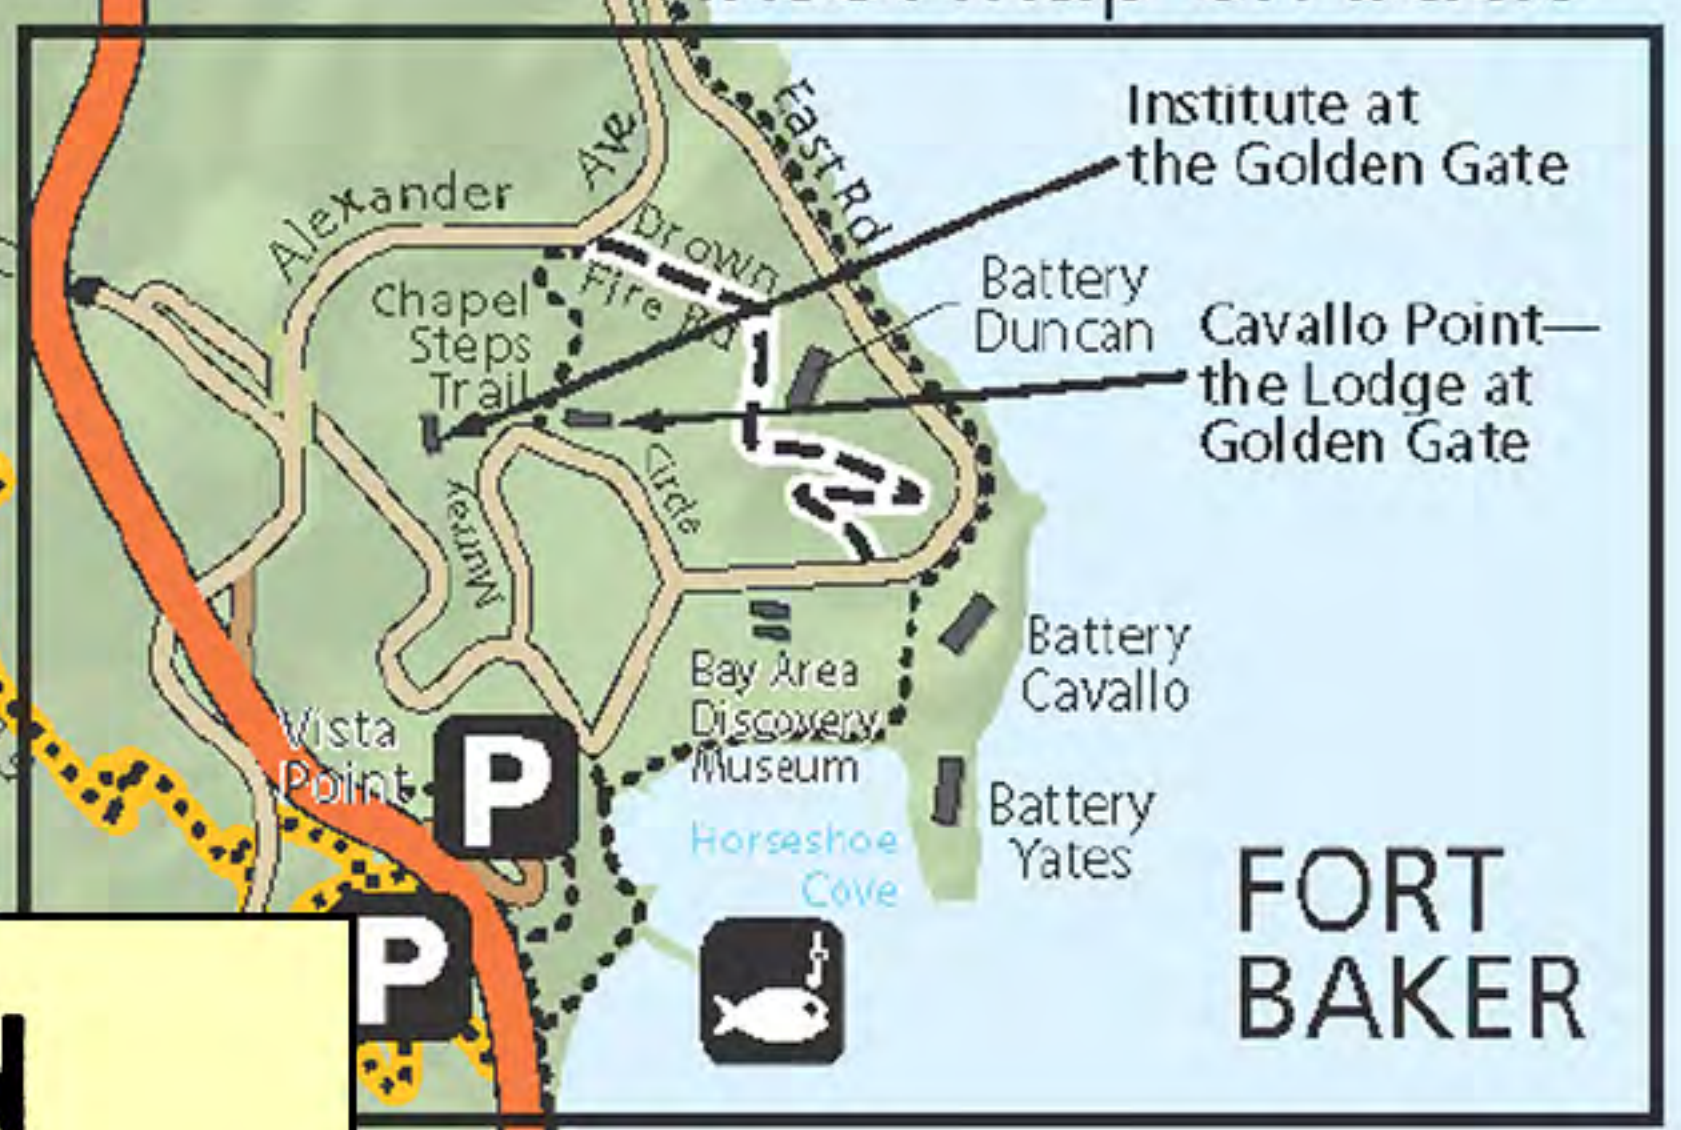 Institute at
the Golden Gate
East Rd
Alexander
AVR
Drown
Fire Rd
Chapel
Steps
Trail
Battery
Duncan
Cavallo Point—
the Lodge at
Golden Gate
Murrey
Circle
Battery
Cavallo
Bay Area
Discovery
Museum
Vista
Point
P
Horseshoe
Cove
Battery
Yates
P
FORT
BAKER